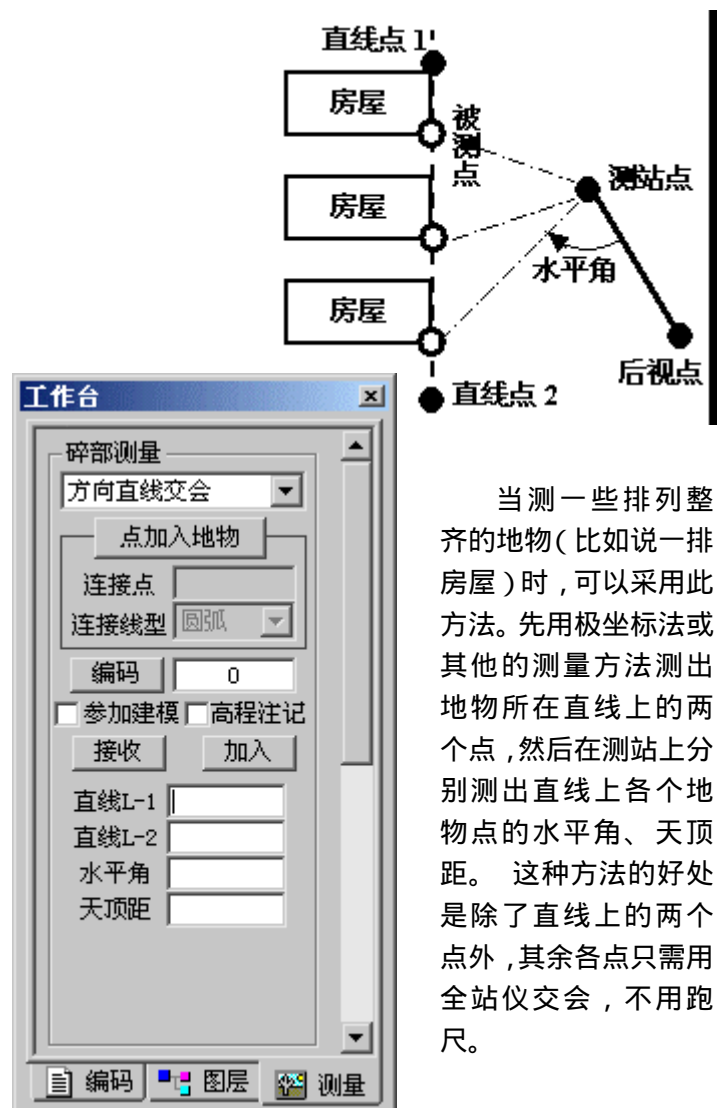 直线点 1
房屋
被测点
测站点
房屋
水平角
房屋
后视点
直线点 2
工作台
碎部测量
方向直线交会
点加入地物
连接点
连接线型 圆弧
编码 0
参加建模 高程注记
接收 加入
直线L-1
直线L-2
水平角
天顶距
编码 图层 测量
当测一些排列整
齐的地物(比如说一排
房屋)时,可以采用此
方法。先用极坐标法或
其他的测量方法测出
地物所在直线上的两
个点,然后在测站上分
别测出直线上各个地
物点的水平角、天顶
距。 这种方法的好处
是除了直线上的两个
点外,其余各点只需用
全站仪交会,不用跑
尺。